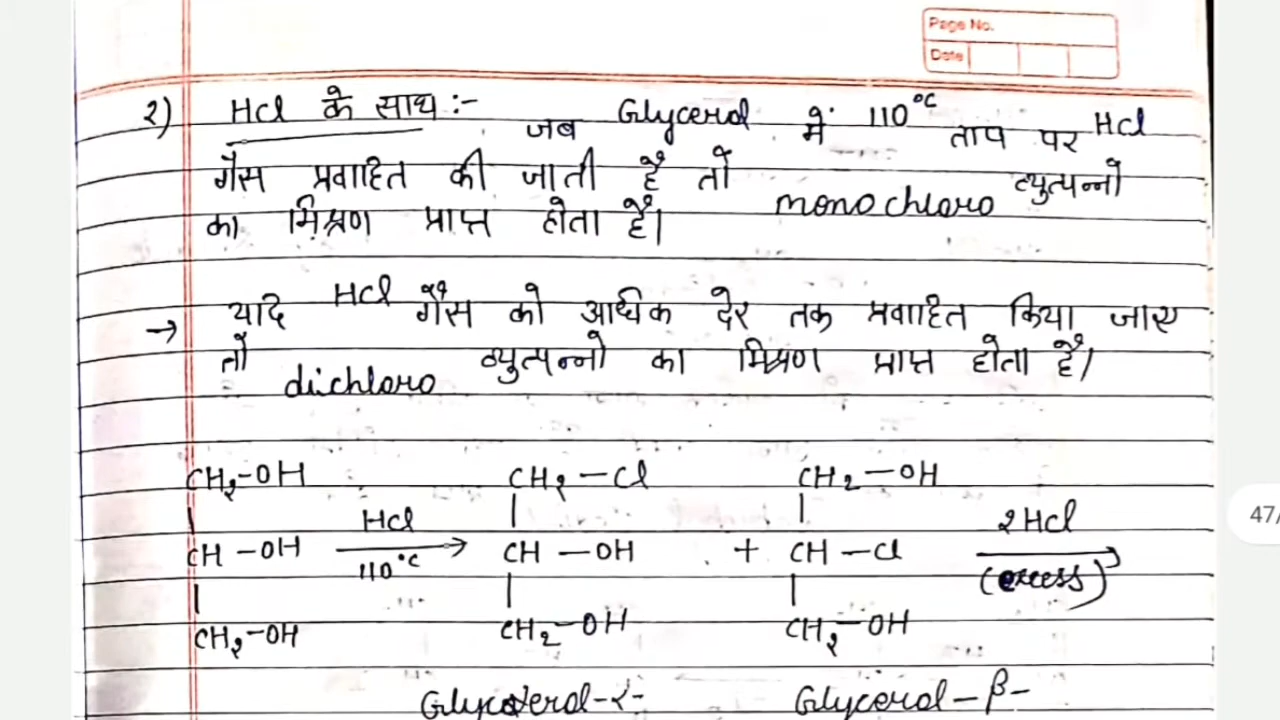 Page No.
Date
2) HCl के साथ :- जब Glycerol में 110°C ताप पर HCl
गैस प्रवाहित की जाती है तो monochloro व्युत्पन्नो
का मिश्रण प्राप्त होता है।
→ यदि HCl गैस को अधिक देर तक प्रवाहित किया जाए
तो dichloro व्युत्पन्नो का मिश्रण प्राप्त होता है।
CH2-OH CH2-Cl CH2-OH
CH-OH HCl 110°C → CH-OH + CH-Cl 2HCl (excess) →
CH2-OH CH2-OH CH2-OH
Glycerol-α- Glycerol-β-
47/